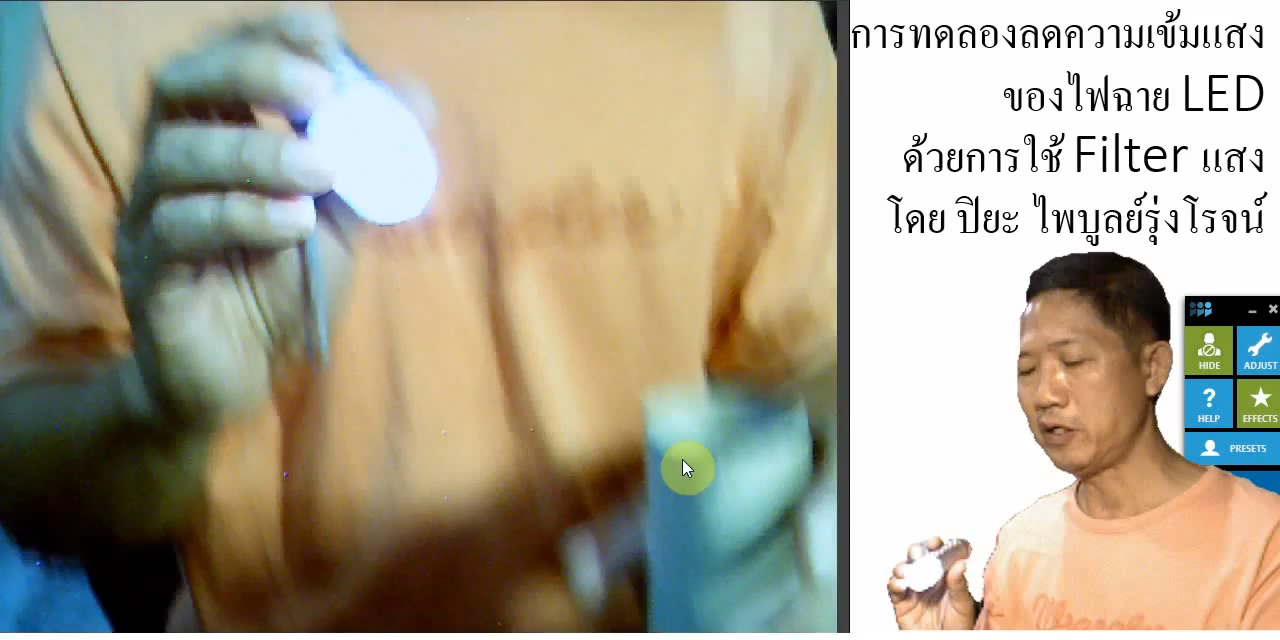 การทดลองลดความเข้มแสง
ของไฟฉาย LED
ด้วยการใช้ Filter แสง
โดย ปิยะ ไพบูลย์รุ่งโรจน์
HIDE
ADJUST
HELP
EFFECTS
PRESETS